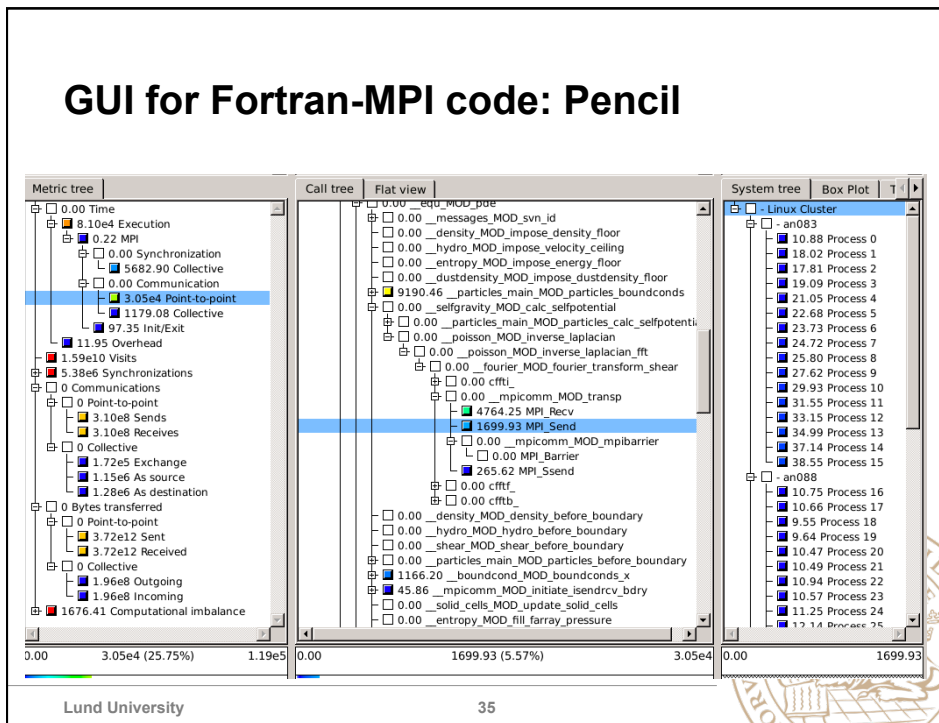 GUI for Fortran-MPI code: Pencil
Metric tree
0.00 Time
8.10e4 Execution
0.22 MPI
0.00 Synchronization
5682.90 Collective
0.00 Communication
3.05e4 Point-to-point
1179.08 Collective
97.35 Init/Exit
11.95 Overhead
1.59e10 Visits
5.38e6 Synchronizations
0 Communications
0 Point-to-point
3.10e8 Sends
3.10e8 Receives
0 Collective
1.72e5 Exchange
1.15e6 As source
1.28e6 As destination
0 Bytes transferred
0 Point-to-point
3.72e12 Sent
3.72e12 Received
0 Collective
1.96e8 Outgoing
1.96e8 Incoming
1676.41 Computational imbalance
0.00 3.05e4 (25.75%) 1.19e5
Call tree Flat view
0.00 __equ_MOD_pde
0.00 __messages_MOD_svn_id
0.00 __density_MOD_impose_density_floor
0.00 __hydro_MOD_impose_velocity_ceiling
0.00 __entropy_MOD_impose_energy_floor
0.00 __dustdensity_MOD_impose_dustdensity_floor
9190.46 __particles_main_MOD_particles_boundconds
0.00 __selfgravity_MOD_calc_selfpotential
0.00 __particles_main_MOD_particles_calc_selfpotenti
0.00 __poisson_MOD_inverse_laplacian
0.00 __poisson_MOD_inverse_laplacian_fft
0.00 __fourier_MOD_fourier_transform_shear
0.00 cffti_
0.00 __mpicomm_MOD_transp
4764.25 MPI_Recv
1699.93 MPI_Send
0.00 __mpicomm_MOD_mpibarrier
0.00 MPI_Barrier
265.62 MPI_Ssend
0.00 cfftf_
0.00 cfftb_
0.00 __density_MOD_density_before_boundary
0.00 __hydro_MOD_hydro_before_boundary
0.00 __shear_MOD_shear_before_boundary
0.00 __particles_main_MOD_particles_before_boundary
1166.20 __boundcond_MOD_boundconds_x
45.86 __mpicomm_MOD_initiate_isendrcv_bdry
0.00 __solid_cells_MOD_update_solid_cells
0.00 __entropy_MOD_fill_farray_pressure
0.00 1699.93 (5.57%) 3.05e4
System tree Box Plot T
- Linux Cluster
- an083
10.88 Process 0
18.02 Process 1
17.81 Process 2
19.09 Process 3
21.05 Process 4
22.68 Process 5
23.73 Process 6
24.72 Process 7
25.80 Process 8
27.62 Process 9
29.93 Process 10
31.55 Process 11
33.15 Process 12
34.99 Process 13
37.14 Process 14
38.55 Process 15
- an088
10.75 Process 16
10.66 Process 17
9.55 Process 18
9.64 Process 19
10.47 Process 20
10.49 Process 21
10.94 Process 22
10.57 Process 23
11.25 Process 24
12.14 Process 25
0.00 1699.93
Lund University 35